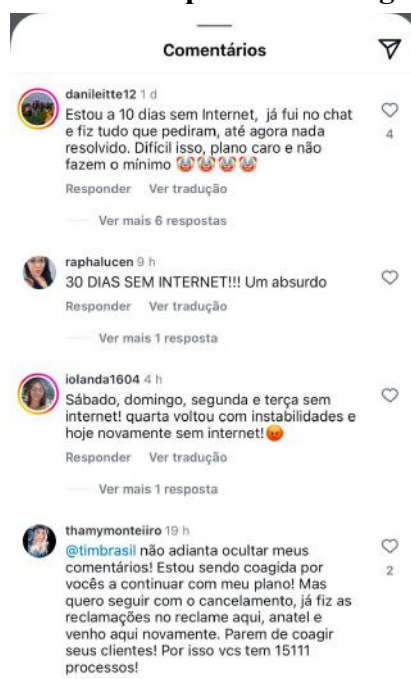 Comentários
danileitte12 1 d
Estou a 10 dias sem Internet, já fui no chat
e fiz tudo que pediram, até agora nada
resolvido. Difícil isso, plano caro e não
fazem o mínimo 🤡🤡🤡🤡
4
Responder Ver tradução
Ver mais 6 respostas
raphalucen 9 h
30 DIAS SEM INTERNET!!! Um absurdo
Responder Ver tradução
Ver mais 1 resposta
iolanda1604 4 h
Sábado, domingo, segunda e terça sem
internet! quarta voltou com instabilidades e
hoje novamente sem internet!😡
Responder Ver tradução
Ver mais 1 resposta
thamymonteiiro 19 h
@timbrasil não adianta ocultar meus
comentários! Estou sendo coagida por
2
vocês a continuar com meu plano! Mas
quero seguir com o cancelamento, já fiz as
reclamações no reclame aqui, anatel e
venho aqui novamente. Parem de coagir
seus clientes! Por isso vcs tem 15111
processos!